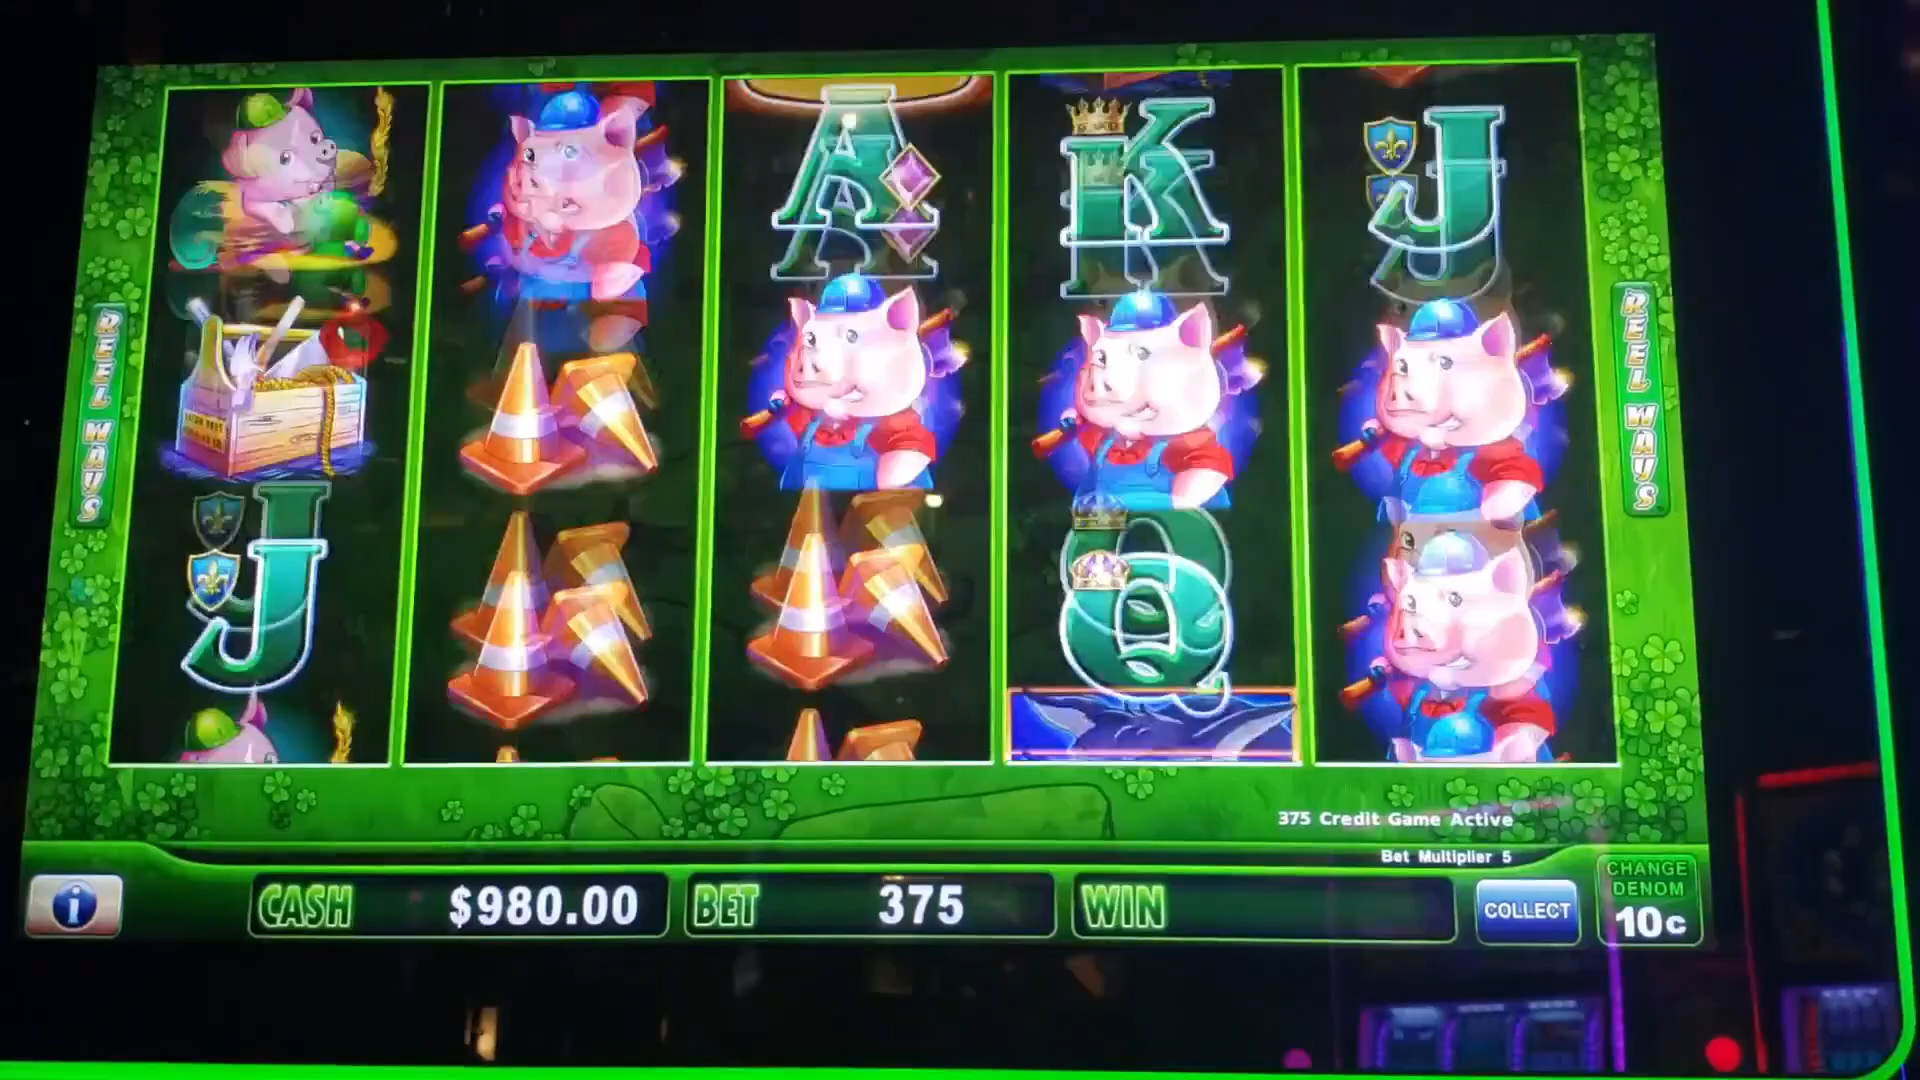 A
K
J
REEL WAYS
REEL WAYS
J
Q
375 Credit Game Active
Bet Multiplier 5
CASH $980.00
BET 375
WIN
COLLECT
CHANGE
DENOM
10c
i